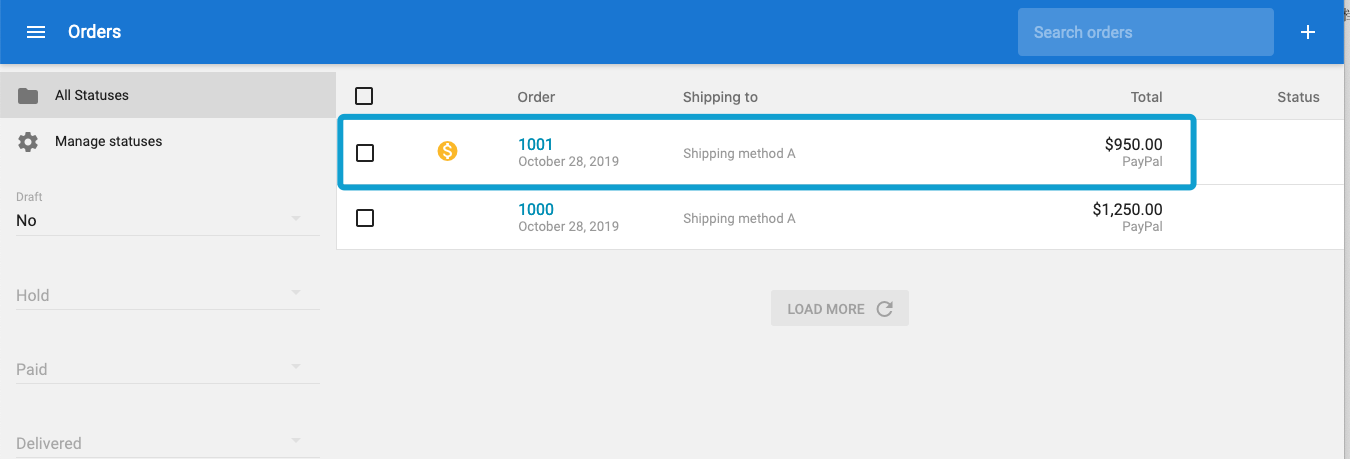 Orders
Search orders
All Statuses
Manage statuses
Draft
No
Hold
Paid
Delivered
Order Shipping to Total Status
1001 $950.00
October 28, 2019 Shipping method A PayPal
1000 $1,250.00
October 28, 2019 Shipping method A PayPal
LOAD MORE